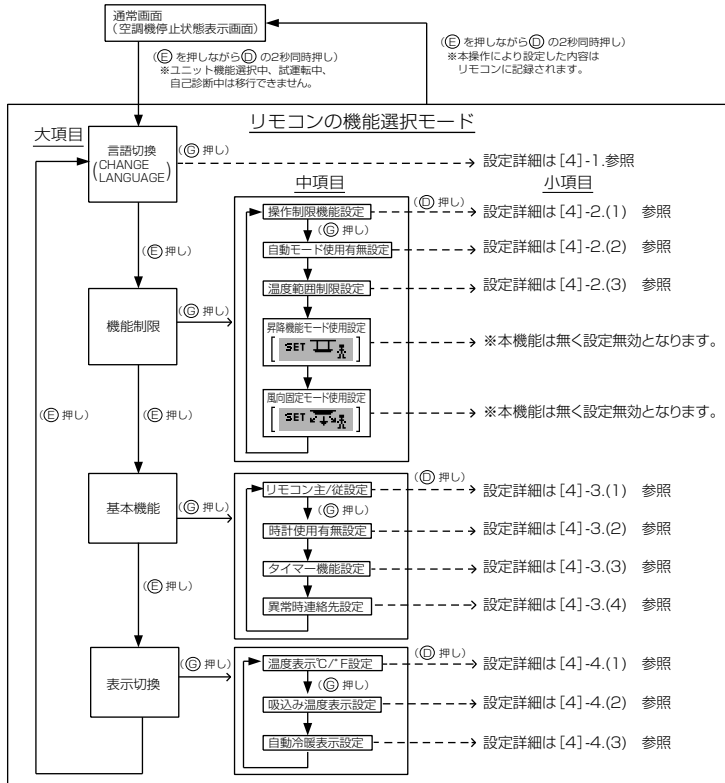 通常画面
(空調機停止状態表示画面)
(Ⓔ を押しながらⒹ の2秒同時押し)
※ユニット機能選択中、試運転中、
自己診断中は移行できません。
(Ⓔ を押しながらⒹ の2秒同時押し)
※本操作により設定した内容は
リモコンに記録されます。
リモコンの機能選択モード
大項目
言語切換
(CHANGE
LANGUAGE)
(Ⓖ 押し)
設定詳細は[4]-1.参照
中項目
小項目
操作制限機能設定
(Ⓓ 押し)
設定詳細は[4]-2.(1) 参照
(Ⓖ 押し)
自動モード使用有無設定
設定詳細は[4]-2.(2) 参照
(Ⓔ 押し)
温度範囲制限設定
設定詳細は[4]-2.(3) 参照
機能制限
(Ⓖ 押し)
昇降機能モード使用設定
[SET]
※本機能は無く設定無効となります。
風向固定モード使用設定
[SET]
※本機能は無く設定無効となります。
(Ⓔ 押し)
(Ⓔ 押し)
基本機能
(Ⓖ 押し)
リモコン主/従設定
(Ⓓ 押し)
設定詳細は[4]-3.(1) 参照
(Ⓖ 押し)
時計使用有無設定
設定詳細は[4]-3.(2) 参照
タイマー機能設定
設定詳細は[4]-3.(3) 参照
(Ⓔ 押し)
異常時連絡先設定
設定詳細は[4]-3.(4) 参照
表示切換
(Ⓖ 押し)
温度表示℃/°F設定
(Ⓓ 押し)
設定詳細は[4]-4.(1) 参照
(Ⓖ 押し)
吸込み温度表示設定
設定詳細は[4]-4.(2) 参照
自動冷暖表示設定
設定詳細は[4]-4.(3) 参照